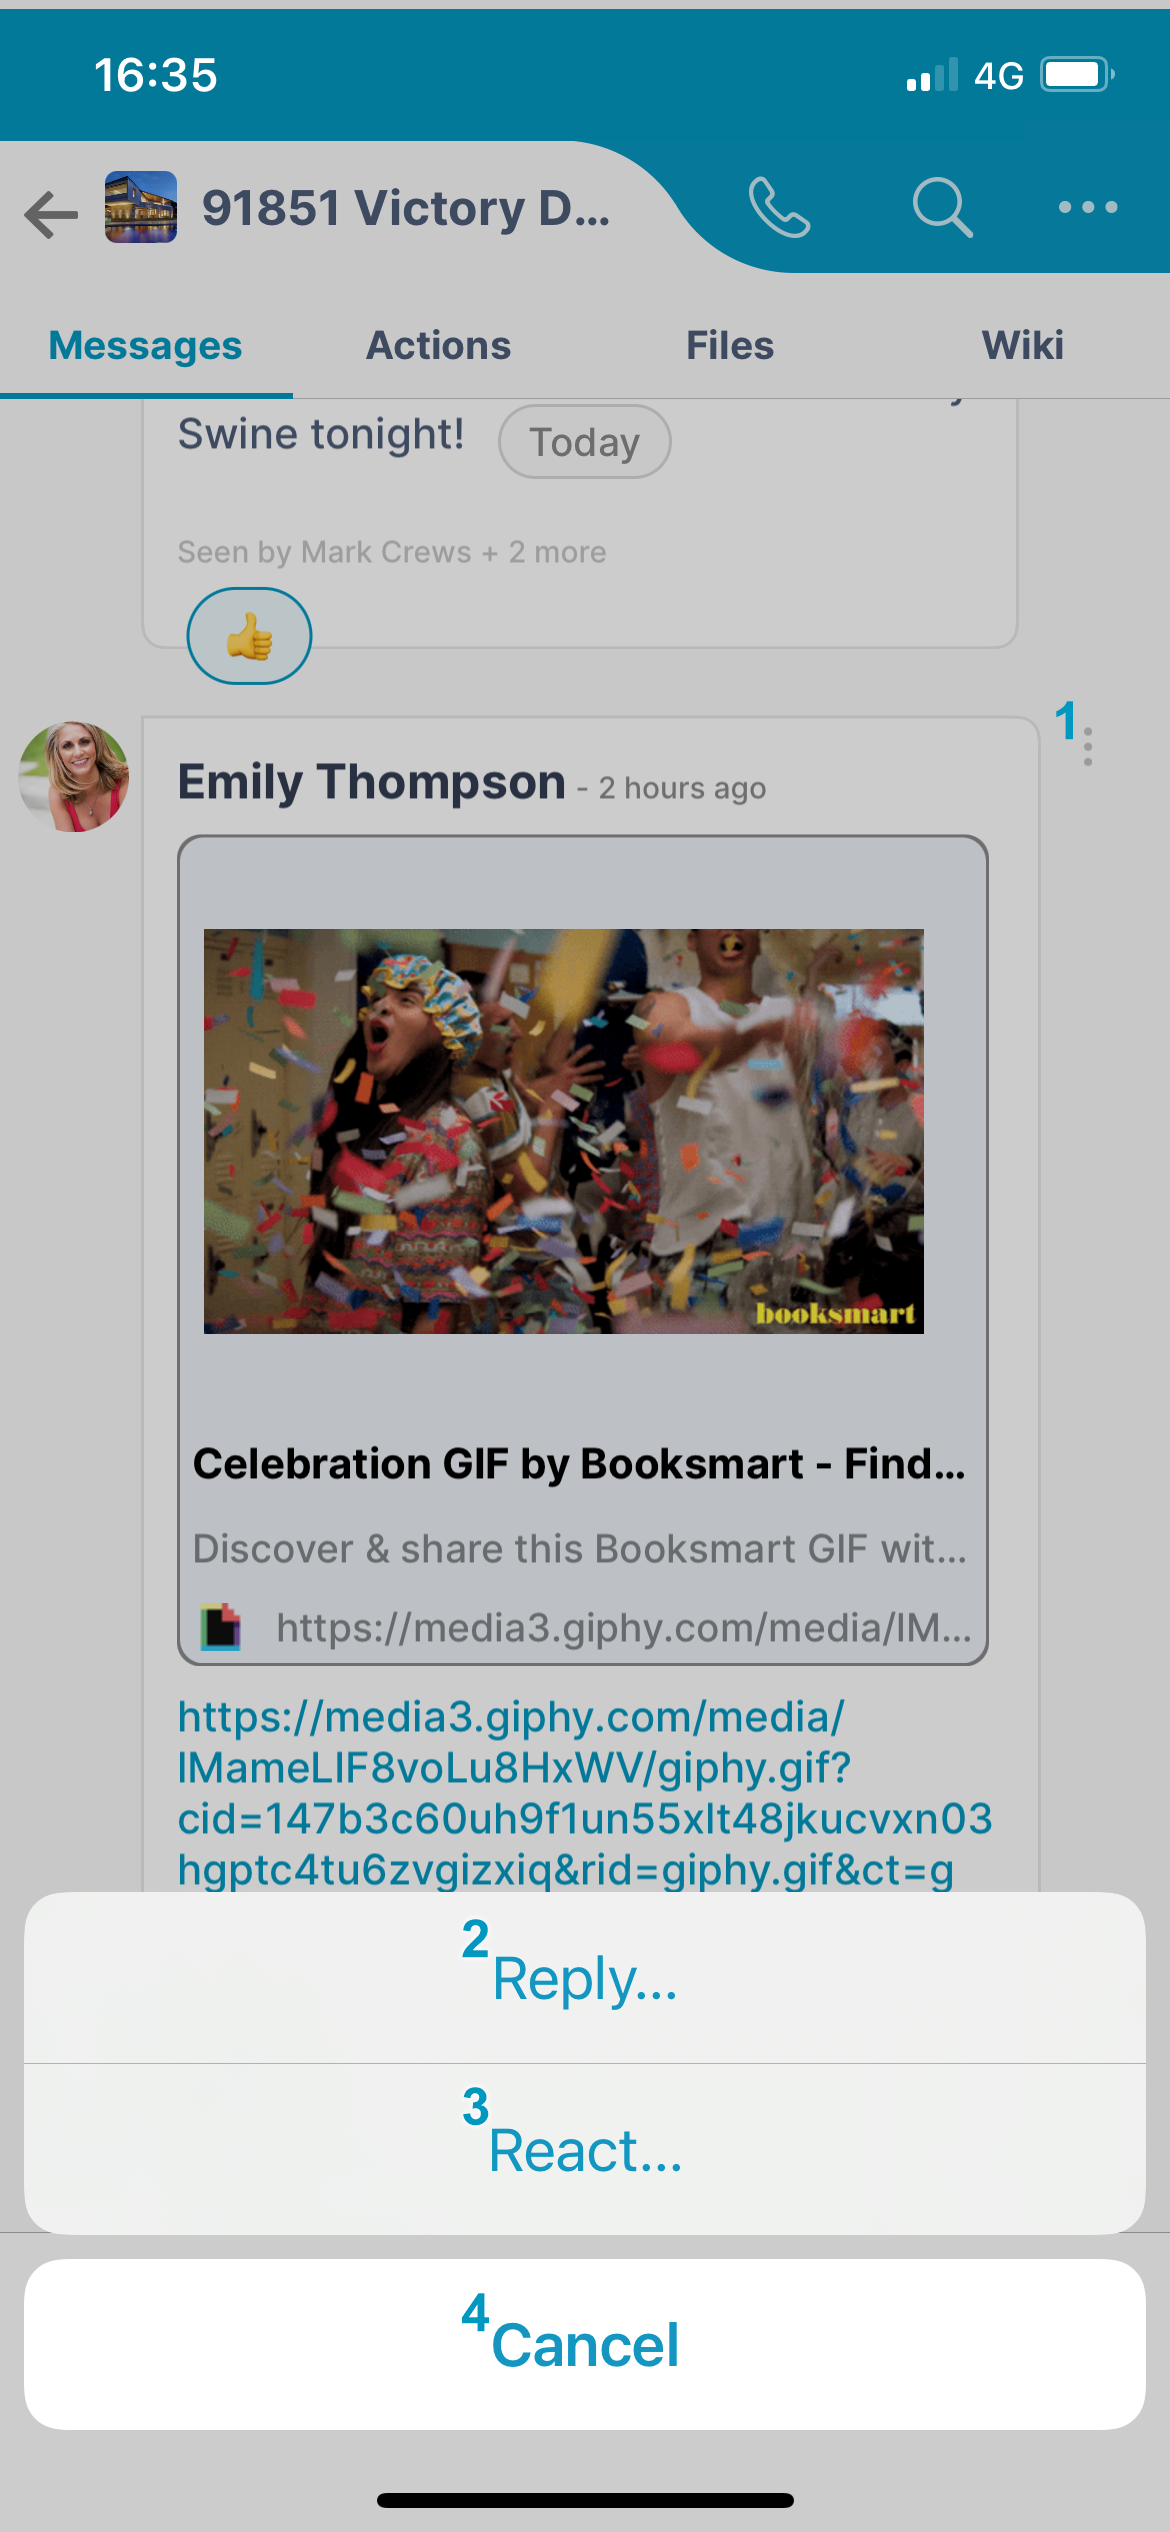 16:35
4G
91851 Victory D...
Messages Actions Files Wiki
Swine tonight! Today
Seen by Mark Crews + 2 more
1
Emily Thompson - 2 hours ago
booksmart
Celebration GIF by Booksmart - Find...
Discover & share this Booksmart GIF wit...
https://media3.giphy.com/media/IM...
https://media3.giphy.com/media/
IMameLIF8voLu8HxWV/giphy.gif?
cid=147b3c60uh9f1un55xlt48jkucvxn03
hgptc4tu6zvgizxiq&rid=giphy.gif&ct=g
2
Reply...
3
React...
4
Cancel